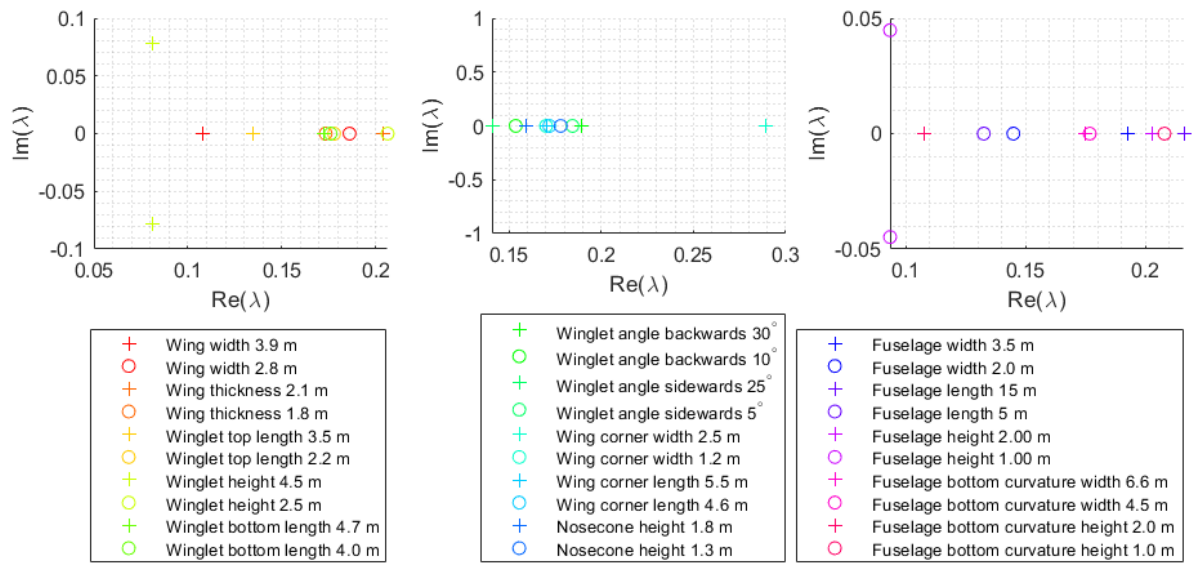 0.1
0.05
0
-0.05
-0.1
0.05
0.1
0.15
0.2
Re(λ)
Im(λ)
1
0.5
0
-0.5
-1
0.15
0.2
0.25
0.3
Re(λ)
Im(λ)
0.05
0
-0.05
0.1
0.15
0.2
Re(λ)
Im(λ)
Wing width 3.9 m
Wing width 2.8 m
Wing thickness 2.1 m
Wing thickness 1.8 m
Winglet top length 3.5 m
Winglet top length 2.2 m
Winglet height 4.5 m
Winglet height 2.5 m
Winglet bottom length 4.7 m
Winglet bottom length 4.0 m
Winglet angle backwards 30°
Winglet angle backwards 10°
Winglet angle sidewards 25°
Winglet angle sidewards 5°
Wing corner width 2.5 m
Wing corner width 1.2 m
Wing corner length 5.5 m
Wing corner length 4.6 m
Nosecone height 1.8 m
Nosecone height 1.3 m
Fuselage width 3.5 m
Fuselage width 2.0 m
Fuselage length 15 m
Fuselage length 5 m
Fuselage height 2.00 m
Fuselage height 1.00 m
Fuselage bottom curvature width 6.6 m
Fuselage bottom curvature width 4.5 m
Fuselage bottom curvature height 2.0 m
Fuselage bottom curvature height 1.0 m